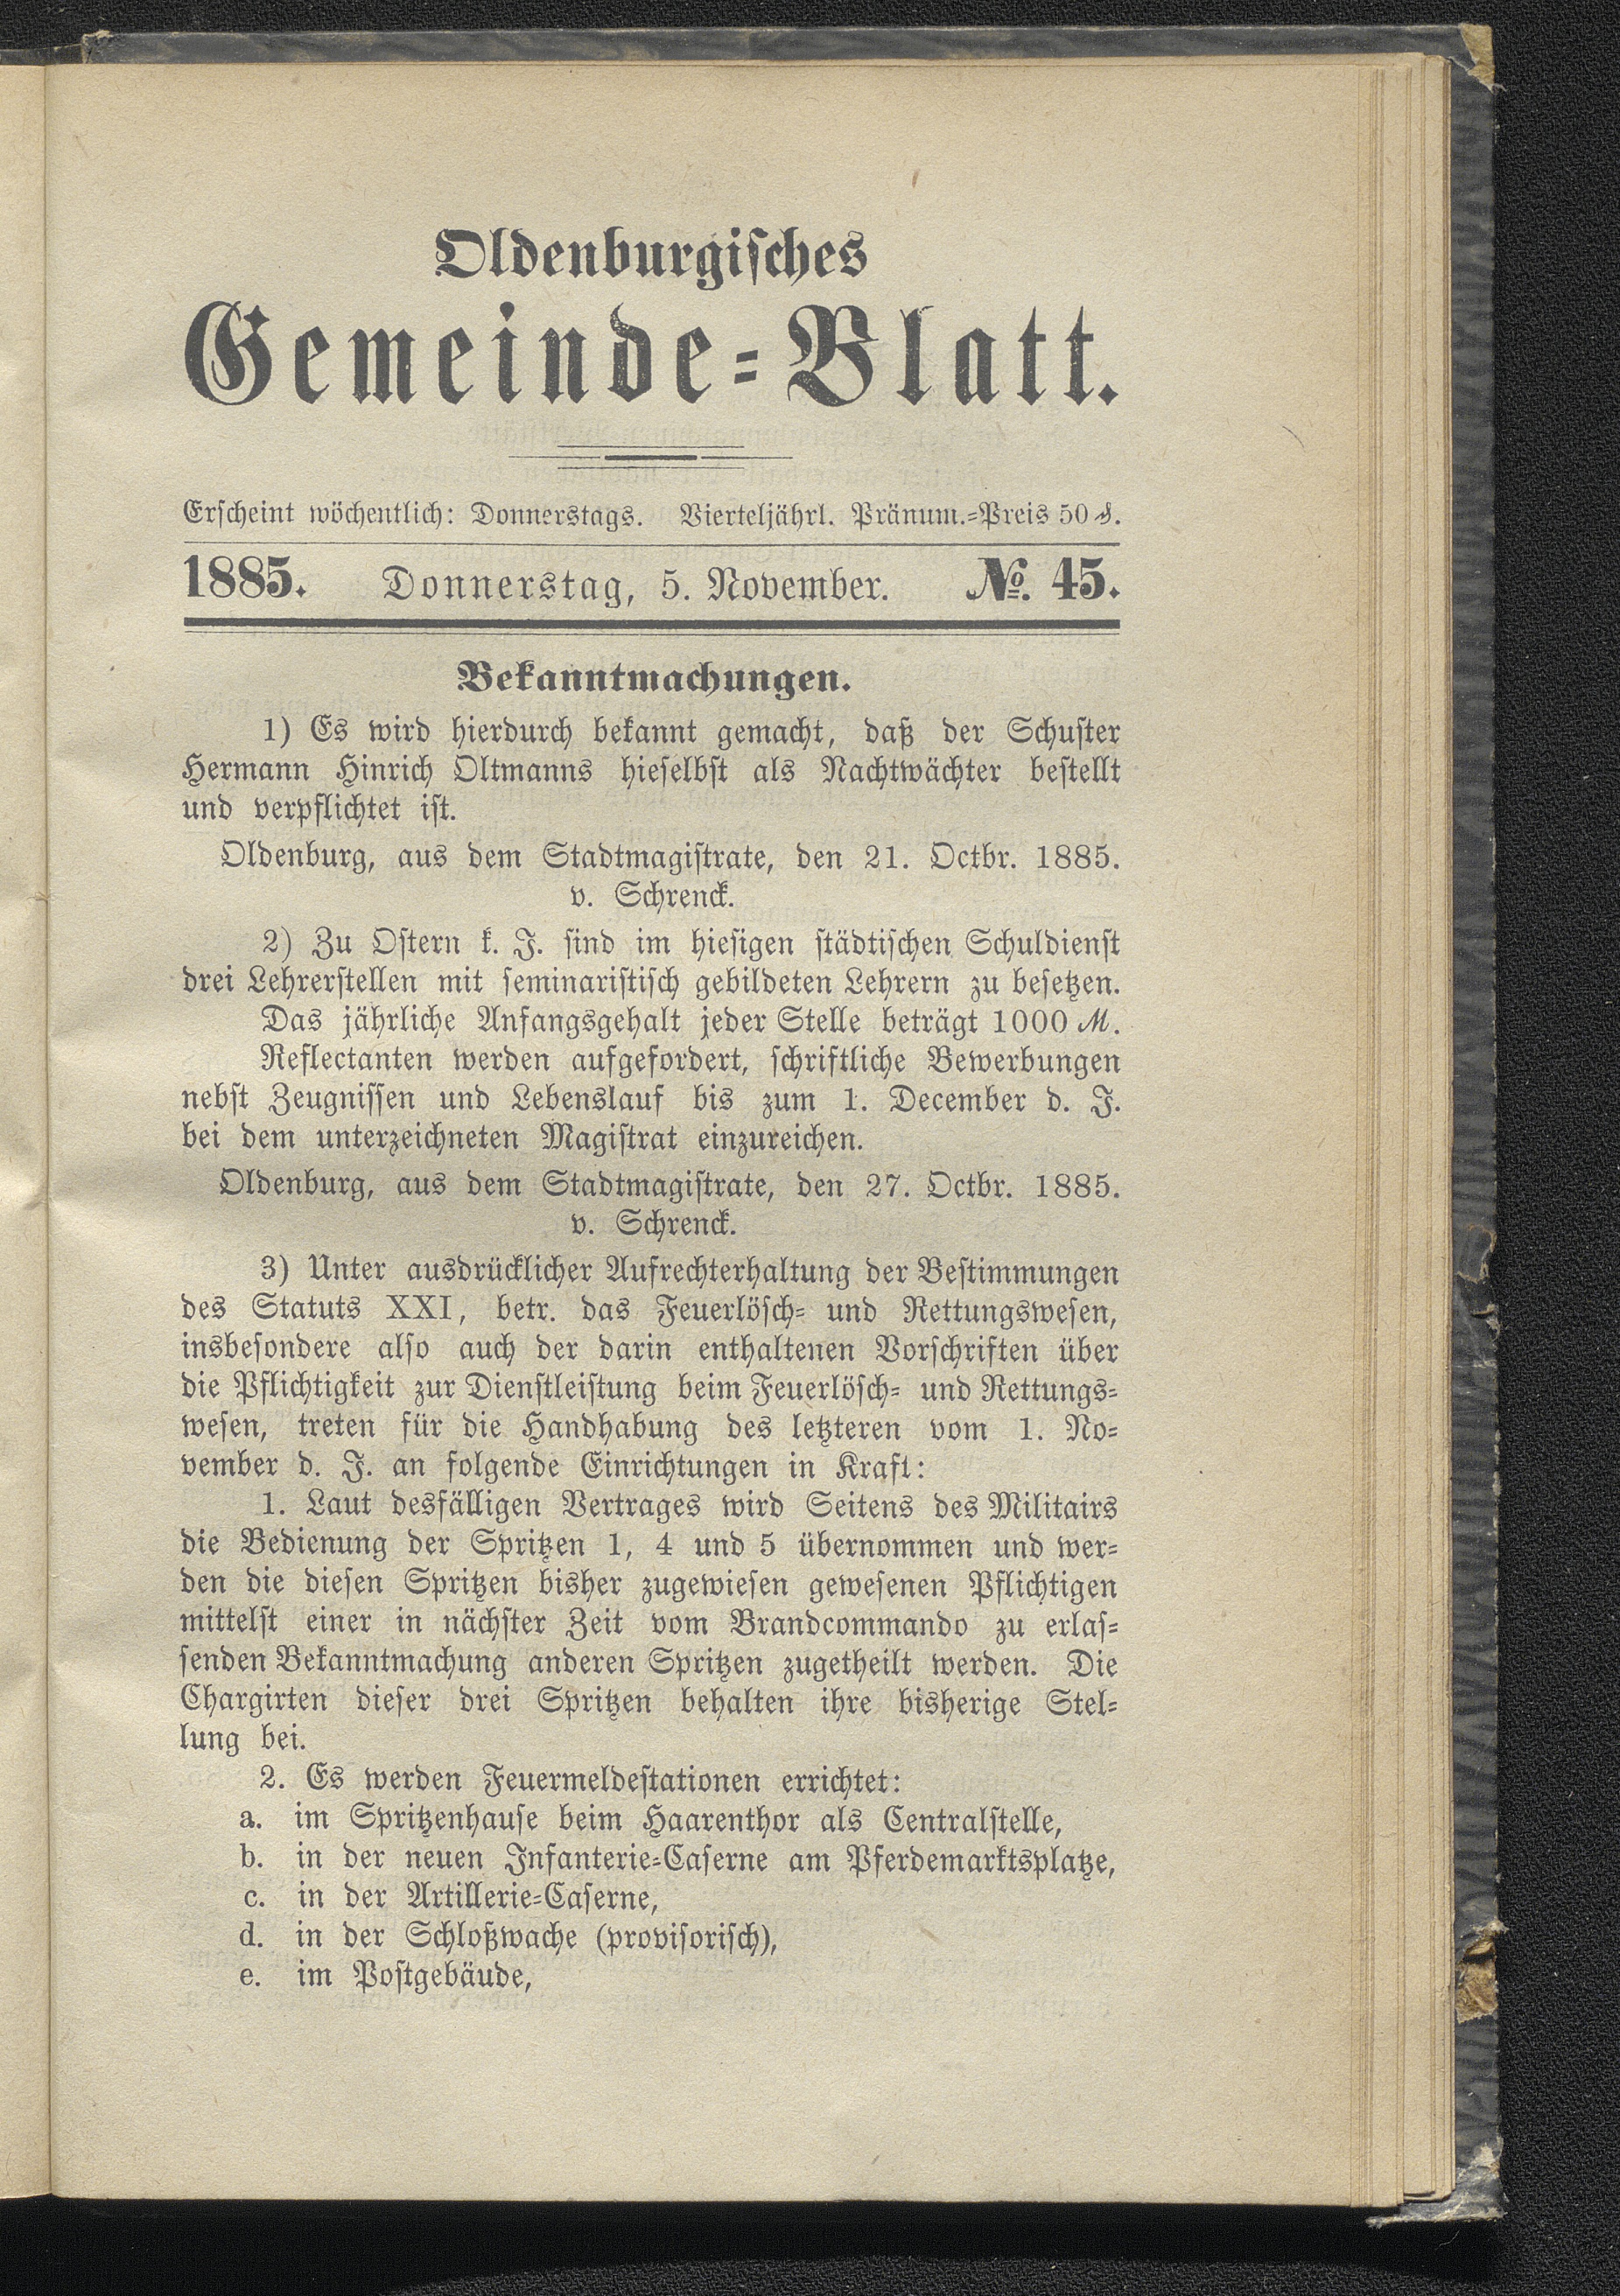 Oldenburgisches
Gemeinde-Blatt.
Erscheint wöchentlich: Donnerstags. Vierteljährl. Pränum.-Preis 50 ₰.
1885. Donnerstag, 5. November. №. 45.
Bekanntmachungen.
1) Es wird hierdurch bekannt gemacht, daß der Schuster
Hermann Hinrich Oltmanns hieselbst als Nachtwächter bestellt
und verpflichtet ist.
Oldenburg, aus dem Stadtmagistrate, den 21. Octbr. 1885.
v. Schrenck.
2) Zu Ostern k. J. sind im hiesigen städtischen Schuldienst
drei Lehrerstellen mit seminaristisch gebildeten Lehrern zu besetzen.
Das jährliche Anfangsgehalt jeder Stelle beträgt 1000 ℳ.
Reflectanten werden aufgefordert, schriftliche Bewerbungen
nebst Zeugnissen und Lebenslauf bis zum 1. December d. J.
bei dem unterzeichneten Magistrat einzureichen.
Oldenburg, aus dem Stadtmagistrate, den 27. Octbr. 1885.
v. Schrenck.
3) Unter ausdrücklicher Aufrechterhaltung der Bestimmungen
des Statuts XXI, betr. das Feuerlösch- und Rettungswesen,
insbesondere also auch der darin enthaltenen Vorschriften über
die Pflichtigkeit zur Dienstleistung beim Feuerlösch- und Rettungs-
wesen, treten für die Handhabung des letzteren vom 1. No-
vember d. J. an folgende Einrichtungen in Kraft:
1. Laut desfälligen Vertrages wird Seitens des Militairs
die Bedienung der Spritzen 1, 4 und 5 übernommen und wer-
den die diesen Spritzen bisher zugewiesen gewesenen Pflichtigen
mittelst einer in nächster Zeit vom Brandcommando zu erlas-
senden Bekanntmachung anderen Spritzen zugetheilt werden. Die
Chargirten dieser drei Spritzen behalten ihre bisherige Stel-
lung bei.
2. Es werden Feuermeldestationen errichtet:
a. im Spritzenhause beim Haarenthor als Centralstelle,
b. in der neuen Infanterie-Caserne am Pferdemarktsplatze,
c. in der Artillerie-Caserne,
d. in der Schloßwache (provisorisch),
e. im Postgebäude,